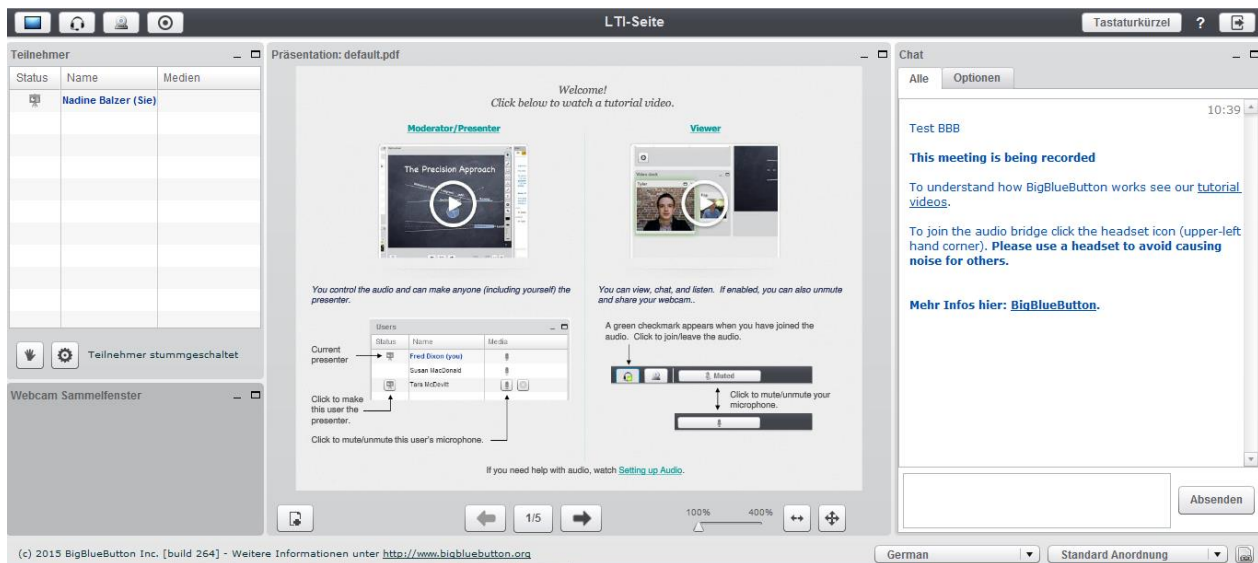 LTI-Seite
Tastaturkürzel
?
Teilnehmer
Status Name Medien
Nadine Balzer (Sie)
Teilnehmer stummgeschaltet
Webcam Sammelfenster
Präsentation: default.pdf
Welcome!
Click below to watch a tutorial video.
Moderator/Presenter
The Precision Approach
You control the audio and can make anyone (including yourself) the
presenter.
Users
Status Name Media
Fred Dixon (you)
Susan MacDonald
Tara McDevitt
Current
presenter
Click to make
this user the
presenter.
Click to mute/unmute this user's microphone.
Viewer
Video dock
Tyler
You can view, chat, and listen. If enabled, you can also unmute
and share your webcam..
A green checkmark appears when you have joined the
audio. Click to join/leave the audio.
Muted
Click to mute/unmute your
microphone.
If you need help with audio, watch Setting up Audio.
1/5
100% 400%
Chat
Alle Optionen
10:39
Test BBB
This meeting is being recorded
To understand how BigBlueButton works see our tutorial
videos.
To join the audio bridge click the headset icon (upper-left
hand corner). Please use a headset to avoid causing
noise for others.
Mehr Infos hier: BigBlueButton.
Absenden
(c) 2015 BigBlueButton Inc. [build 264] - Weitere Informationen unter http://www.bigbluebutton.org
German
Standard Anordnung